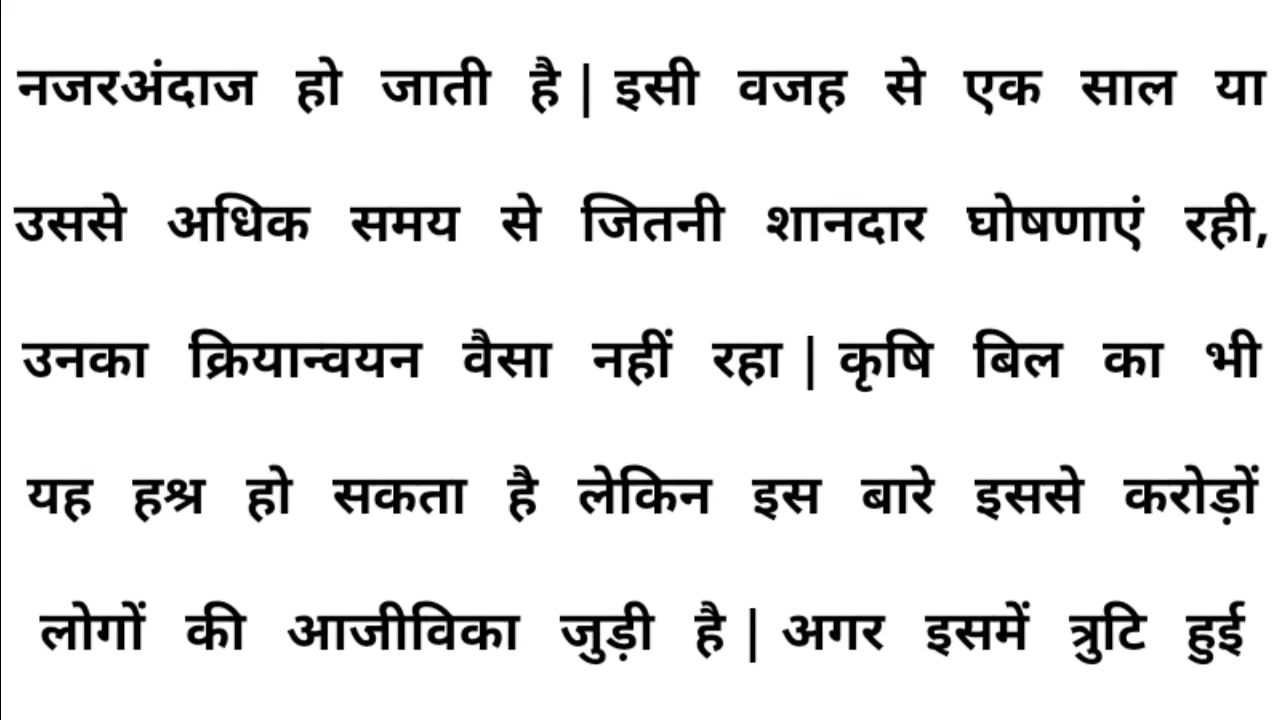 नजरअंदाज हो जाती है | इसी वजह से एक साल या
उससे अधिक समय से जितनी शानदार घोषणाएं रही,
उनका क्रियान्वयन वैसा नहीं रहा | कृषि बिल का भी
यह हश्र हो सकता है लेकिन इस बारे इससे करोड़ों
लोगों की आजीविका जुड़ी है | अगर इसमें त्रुटि हुई